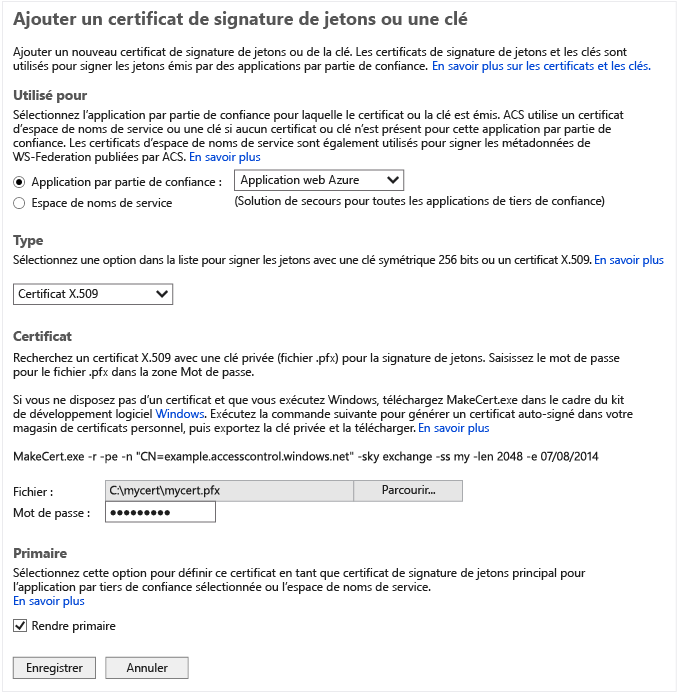 Ajouter un certificat de signature de jetons ou une clé
Ajouter un nouveau certificat de signature de jetons ou de la clé. Les certificats de signature de jetons et les clés sont
utilisés pour signer les jetons émis par des applications par partie de confiance. En savoir plus sur les certificats et les clés.
Utilisé pour
Sélectionnez l'application par partie de confiance pour laquelle le certificat ou la clé est émis. ACS utilise un certificat
d'espace de noms de service ou une clé si aucun certificat ou clé n'est présent pour cette application par partie de
confiance. Les certificats d'espace de noms de service sont également utilisés pour signer les métadonnées de
WS-Federation publiées par ACS. En savoir plus
Application par partie de confiance : Application web Azure
Espace de noms de service (Solution de secours pour toutes les applications de tiers de confiance)
Type
Sélectionnez une option dans la liste pour signer les jetons avec une clé symétrique 256 bits ou un certificat X.509. En savoir plus
Certificat X.509
Certificat
Recherchez un certificat X.509 avec une clé privée (fichier .pfx) pour la signature de jetons. Saisissez le mot de passe
pour le fichier .pfx dans la zone Mot de passe.
Si vous ne disposez pas d'un certificat et que vous exécutez Windows, téléchargez MakeCert.exe dans le cadre du kit
de développement logiciel Windows. Exécutez la commande suivante pour générer un certificat auto-signé dans votre
magasin de certificats personnel, puis exportez la clé privée et la télécharger. En savoir plus
MakeCert.exe -r -pe -n "CN=example.accesscontrol.windows.net" -sky exchange -ss my -len 2048 -e 07/08/2014
Fichier : C:\mycert\mycert.pfx Parcourir...
Mot de passe : ●●●●●●●●●
Primaire
Sélectionnez cette option pour définir ce certificat en tant que certificat de signature de jetons principal pour
l'application par tiers de confiance sélectionnée ou l'espace de noms de service.
En savoir plus
Rendre primaire
Enregistrer Annuler